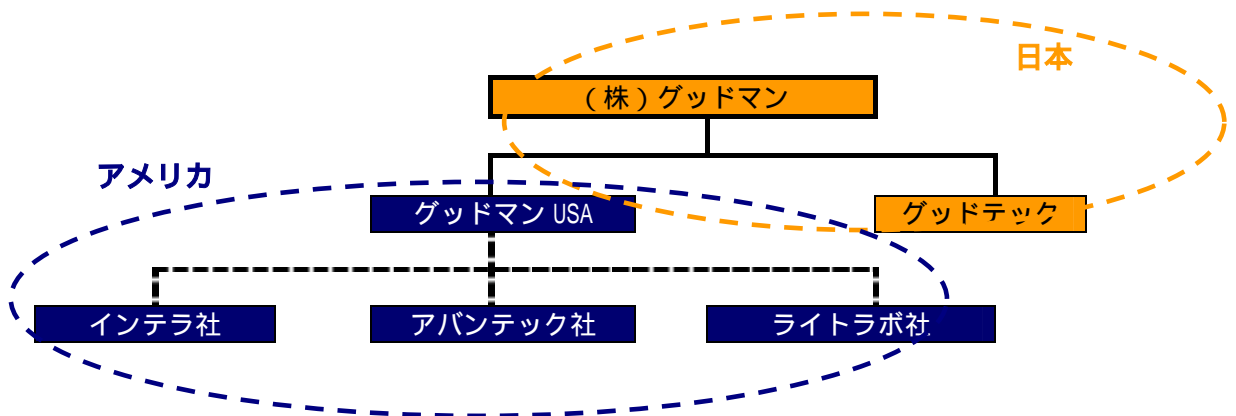 日本
（株）グッドマン
アメリカ
グッドマン USA
グッドテック
インテラ社
アバンテック社
ライトラボ社